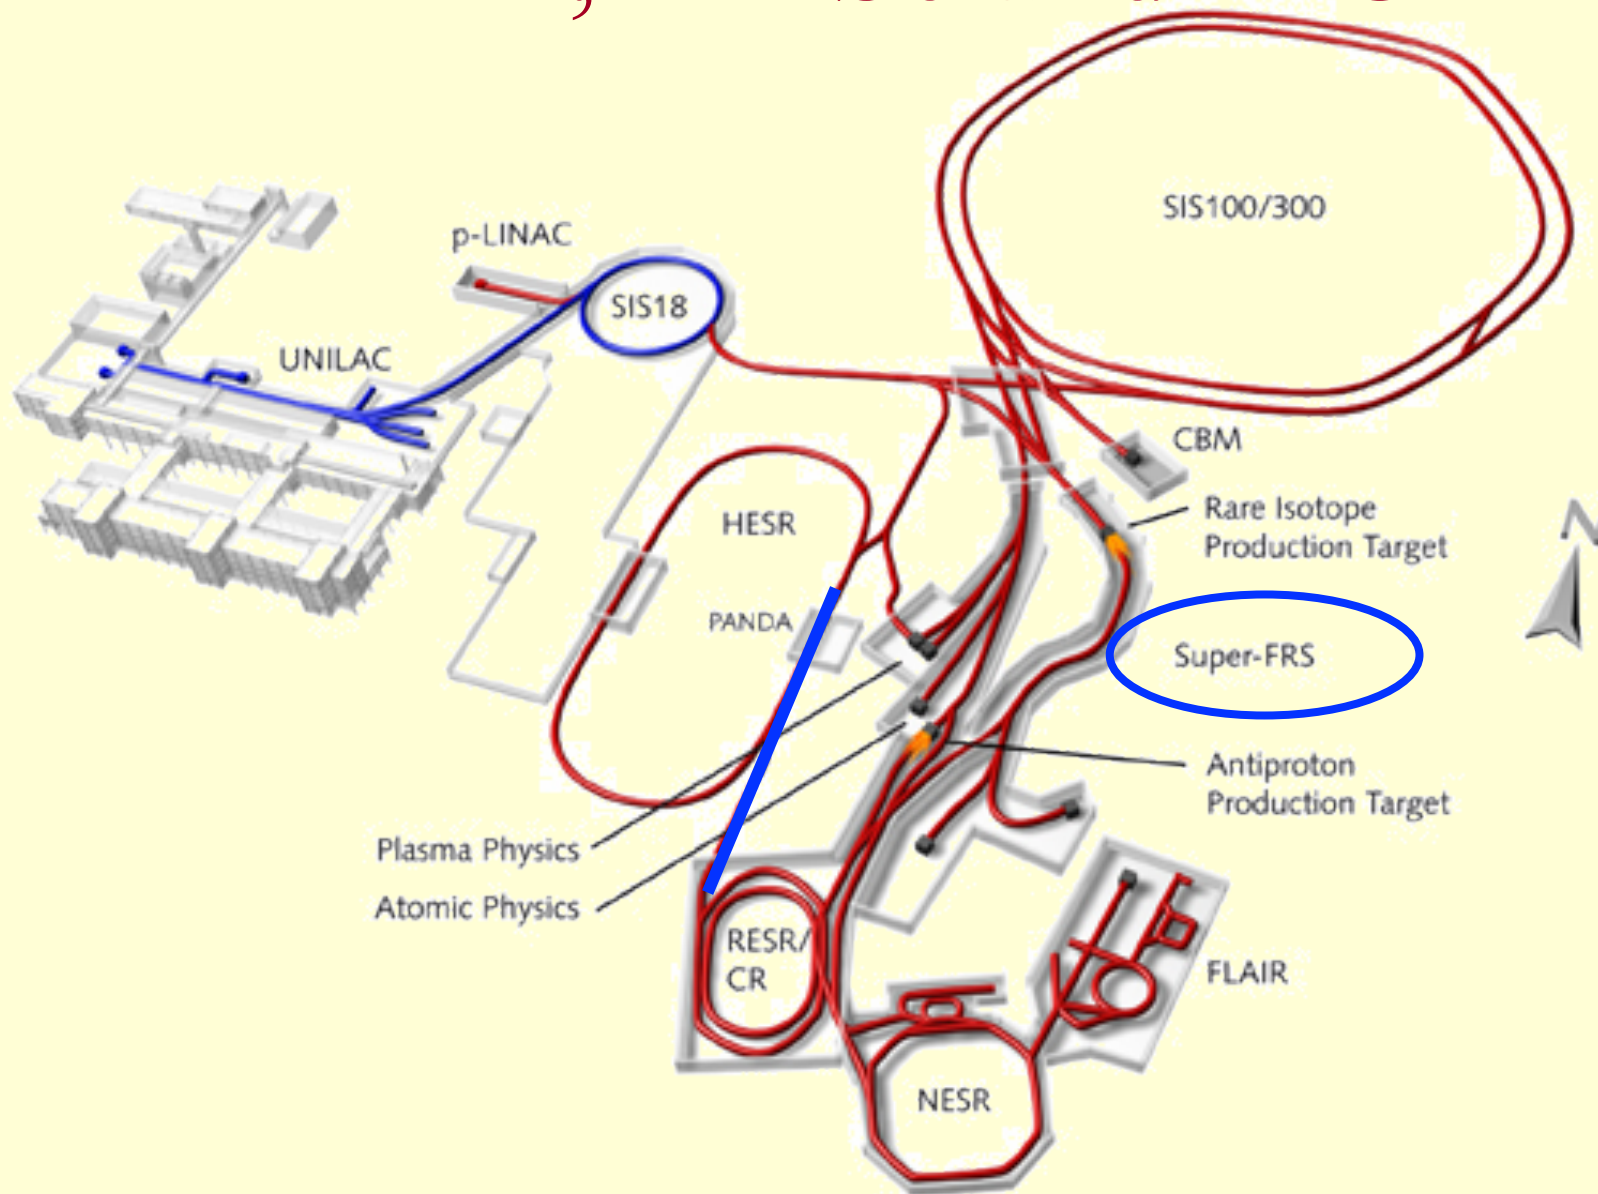 SIS100/300
p-LINAC
SIS18
UNILAC
CBM
HESR
Rare Isotope
Production Target
N
PANDA
Super-FRS
Antiproton
Production Target
Plasma Physics
Atomic Physics
RESR/
CR
FLAIR
NESR